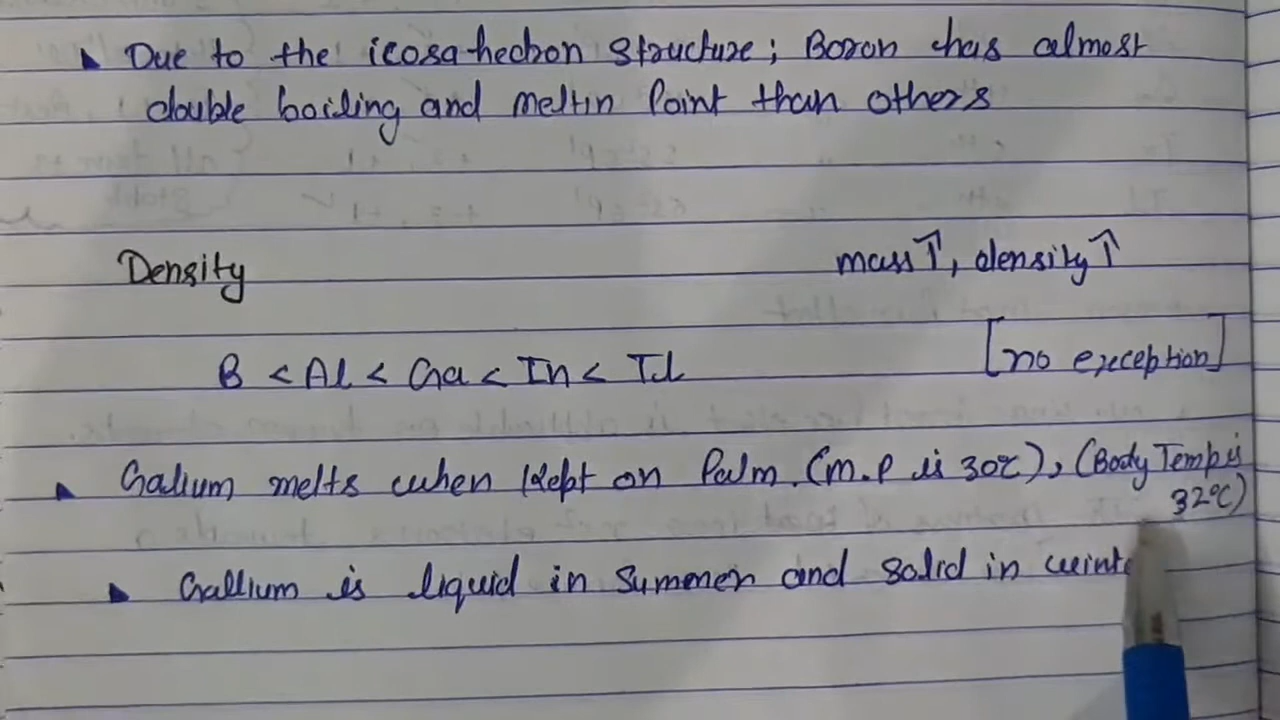 Due to the icosahedron structure; Boron has almost
double boiling and meltin Point than others
Density
mass↑, density↑
B < Al < Ga < In < Tl
[no exception]
Galium melts when kept on Palm. (m.p is 30℃), (Body Temp is
32°C)
Gallium is liquid in summer and solid in